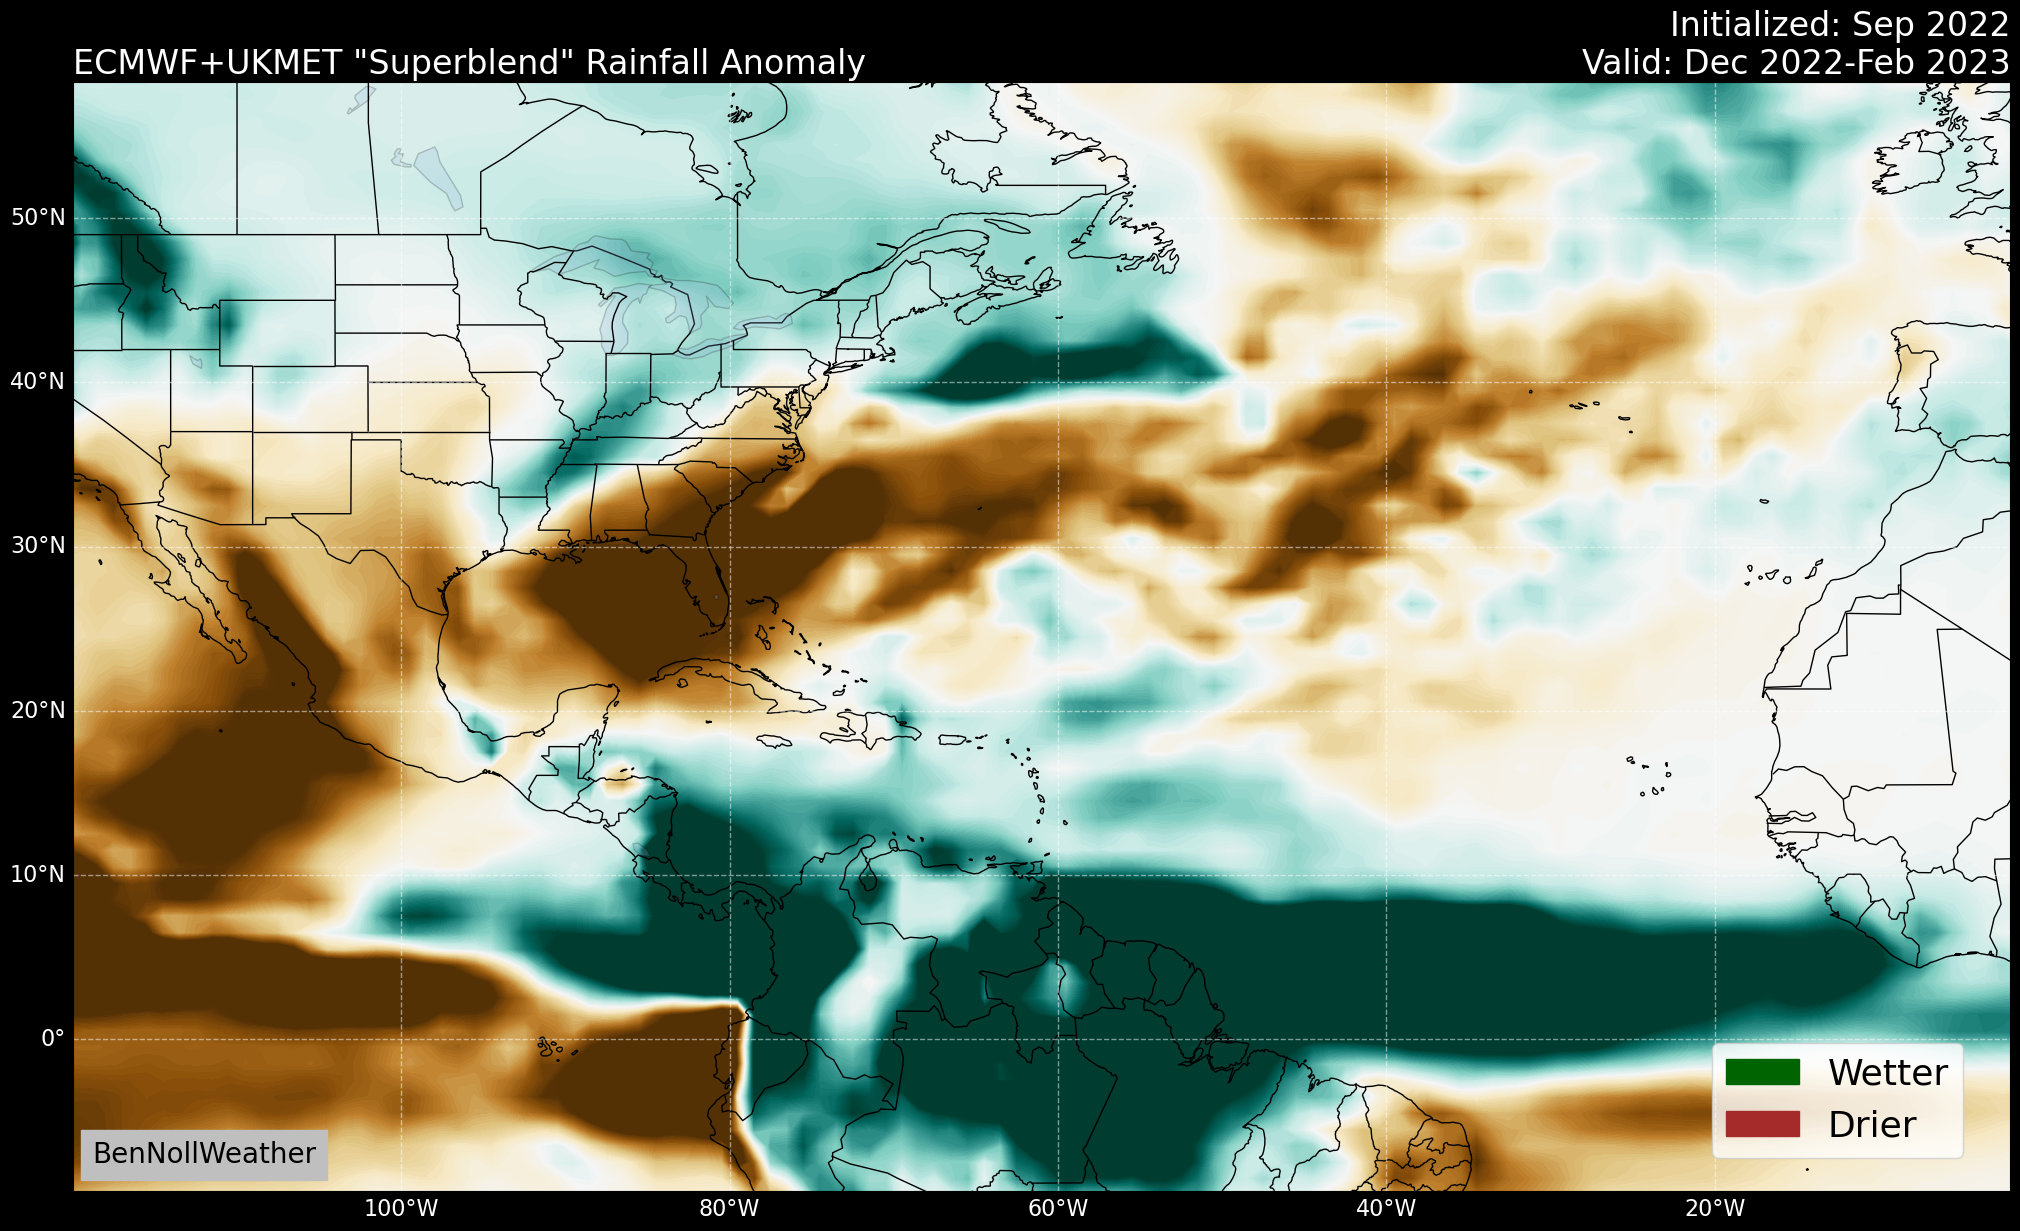 Initialized: Sep 2022
ECMWF+UKMET "Superblend" Rainfall Anomaly
Valid: Dec 2022-Feb 2023
50°N
40°N
30°N
20°N
10°N
0°
Wetter
Drier
BenNollWeather
100°W
80°W
60°W
40°W
20°W